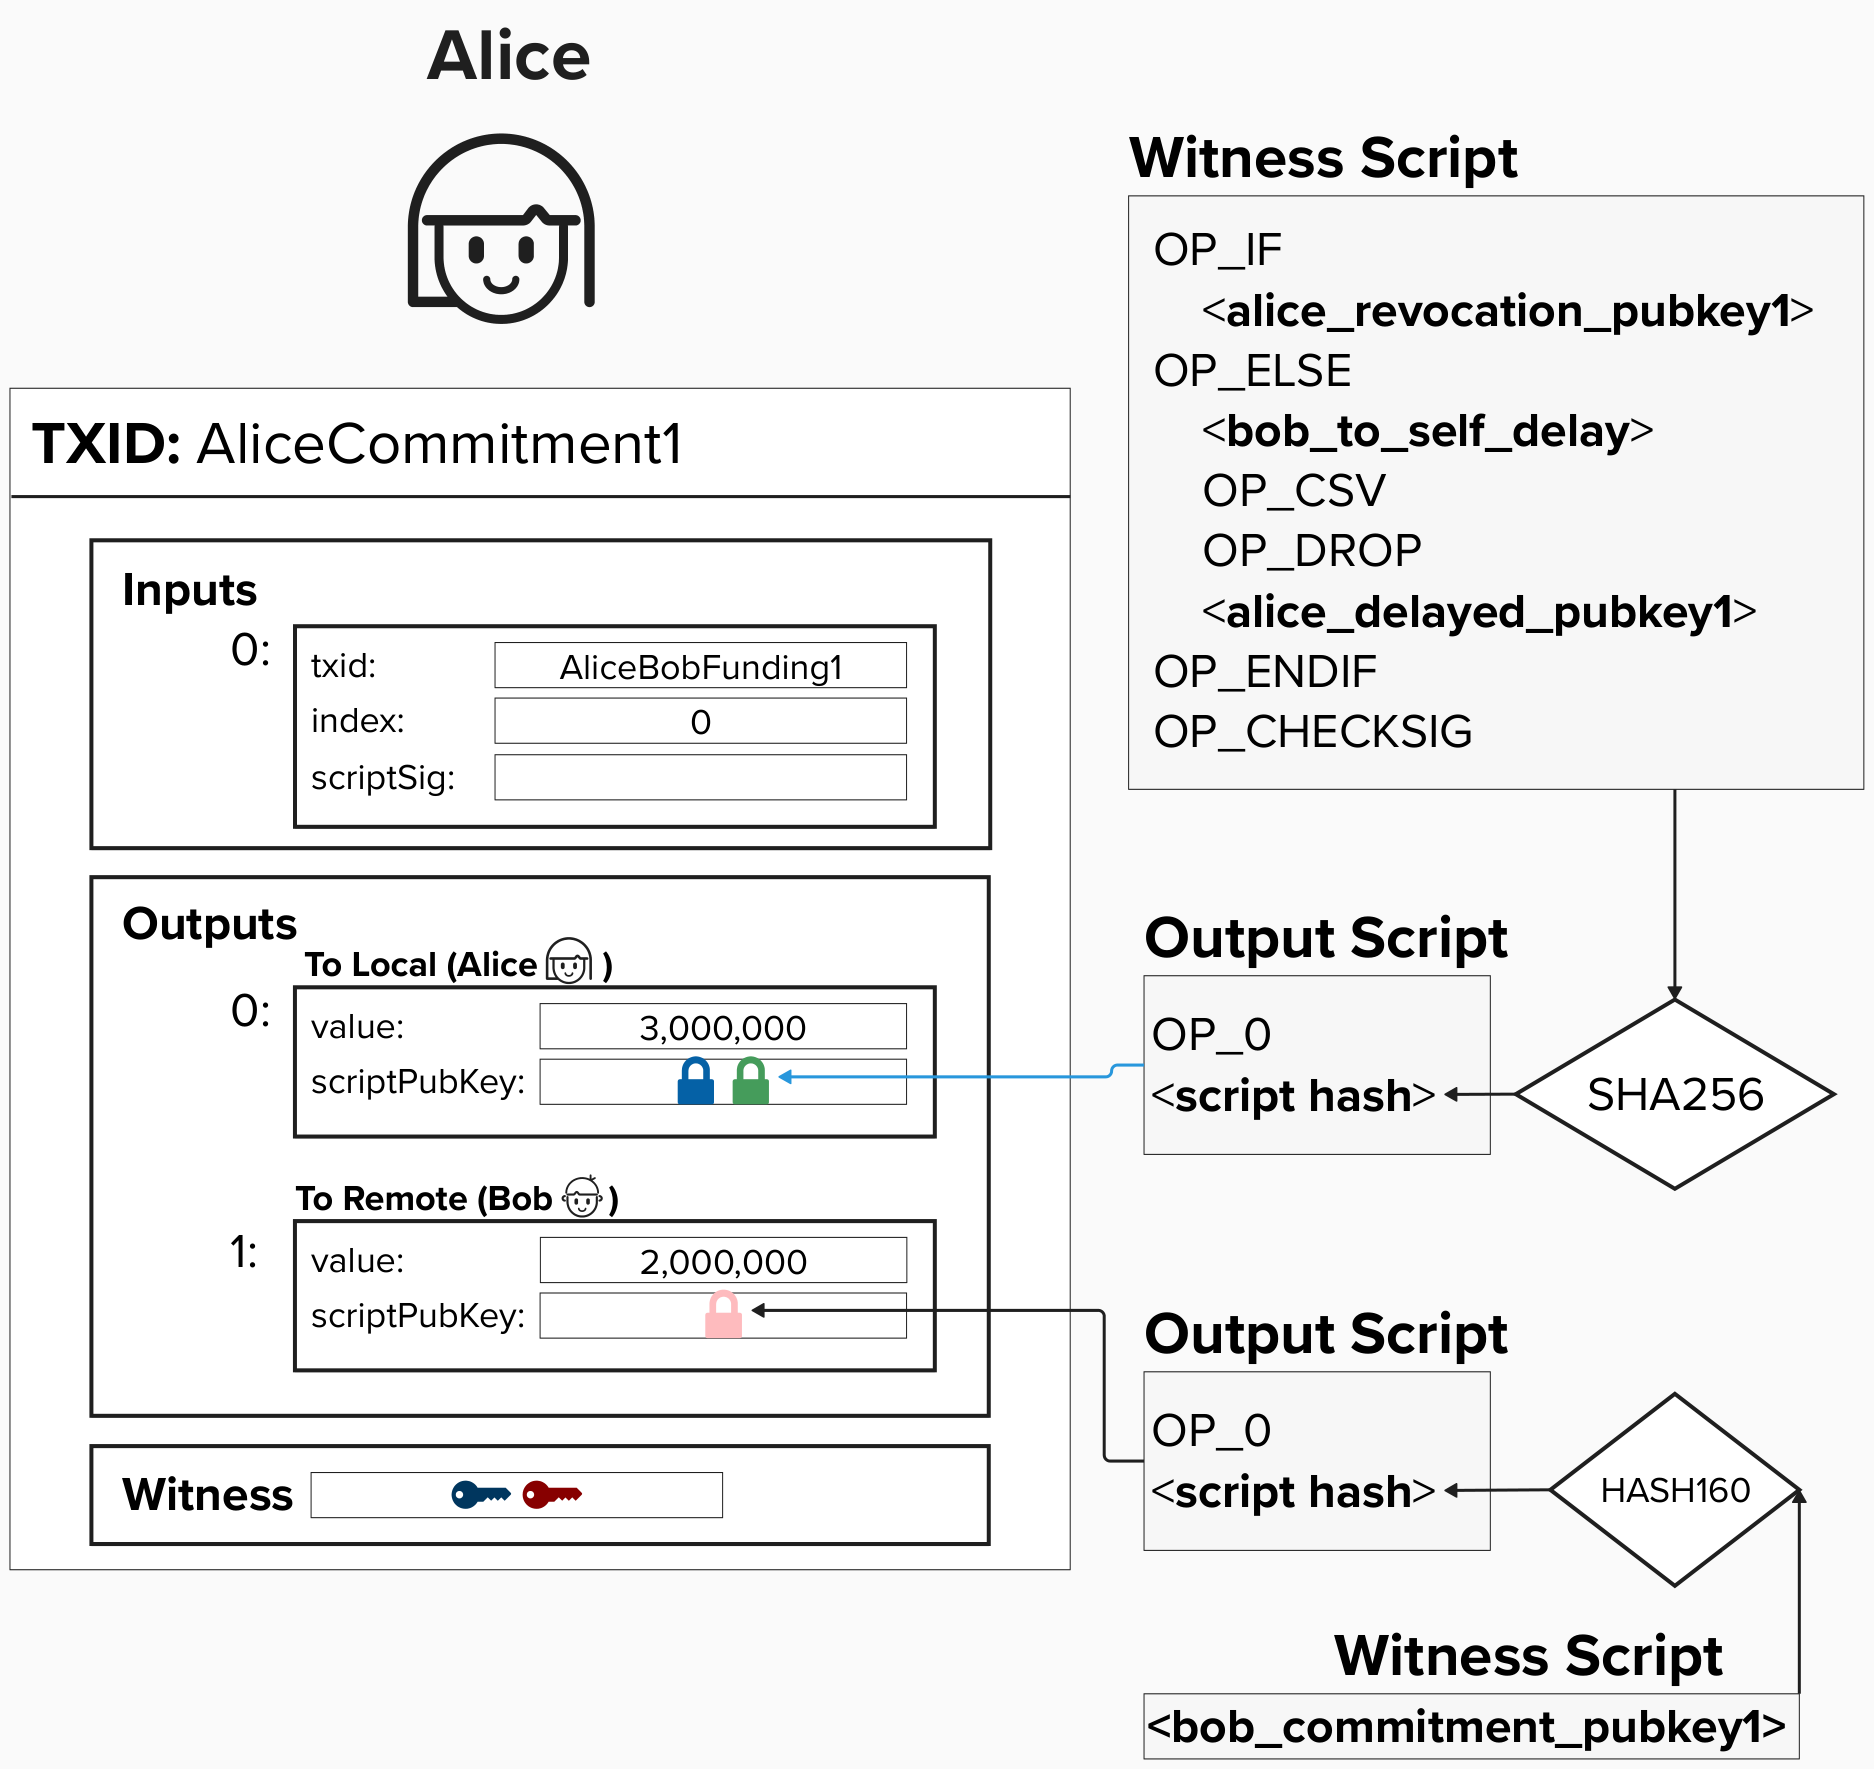 Alice
TXID: AliceCommitment1
Inputs
0:
txid: AliceBobFunding1
index: 0
scriptSig:
Outputs
To Local (Alice )
0:
value: 3,000,000
scriptPubKey:
To Remote (Bob )
1:
value: 2,000,000
scriptPubKey:
Witness
Witness Script
OP_IF
<alice_revocation_pubkey1>
OP_ELSE
<bob_to_self_delay>
OP_CSV
OP_DROP
<alice_delayed_pubkey1>
OP_ENDIF
OP_CHECKSIG
Output Script
OP_0
<script hash>
SHA256
Output Script
OP_0
<script hash>
HASH160
Witness Script
<bob_commitment_pubkey1>